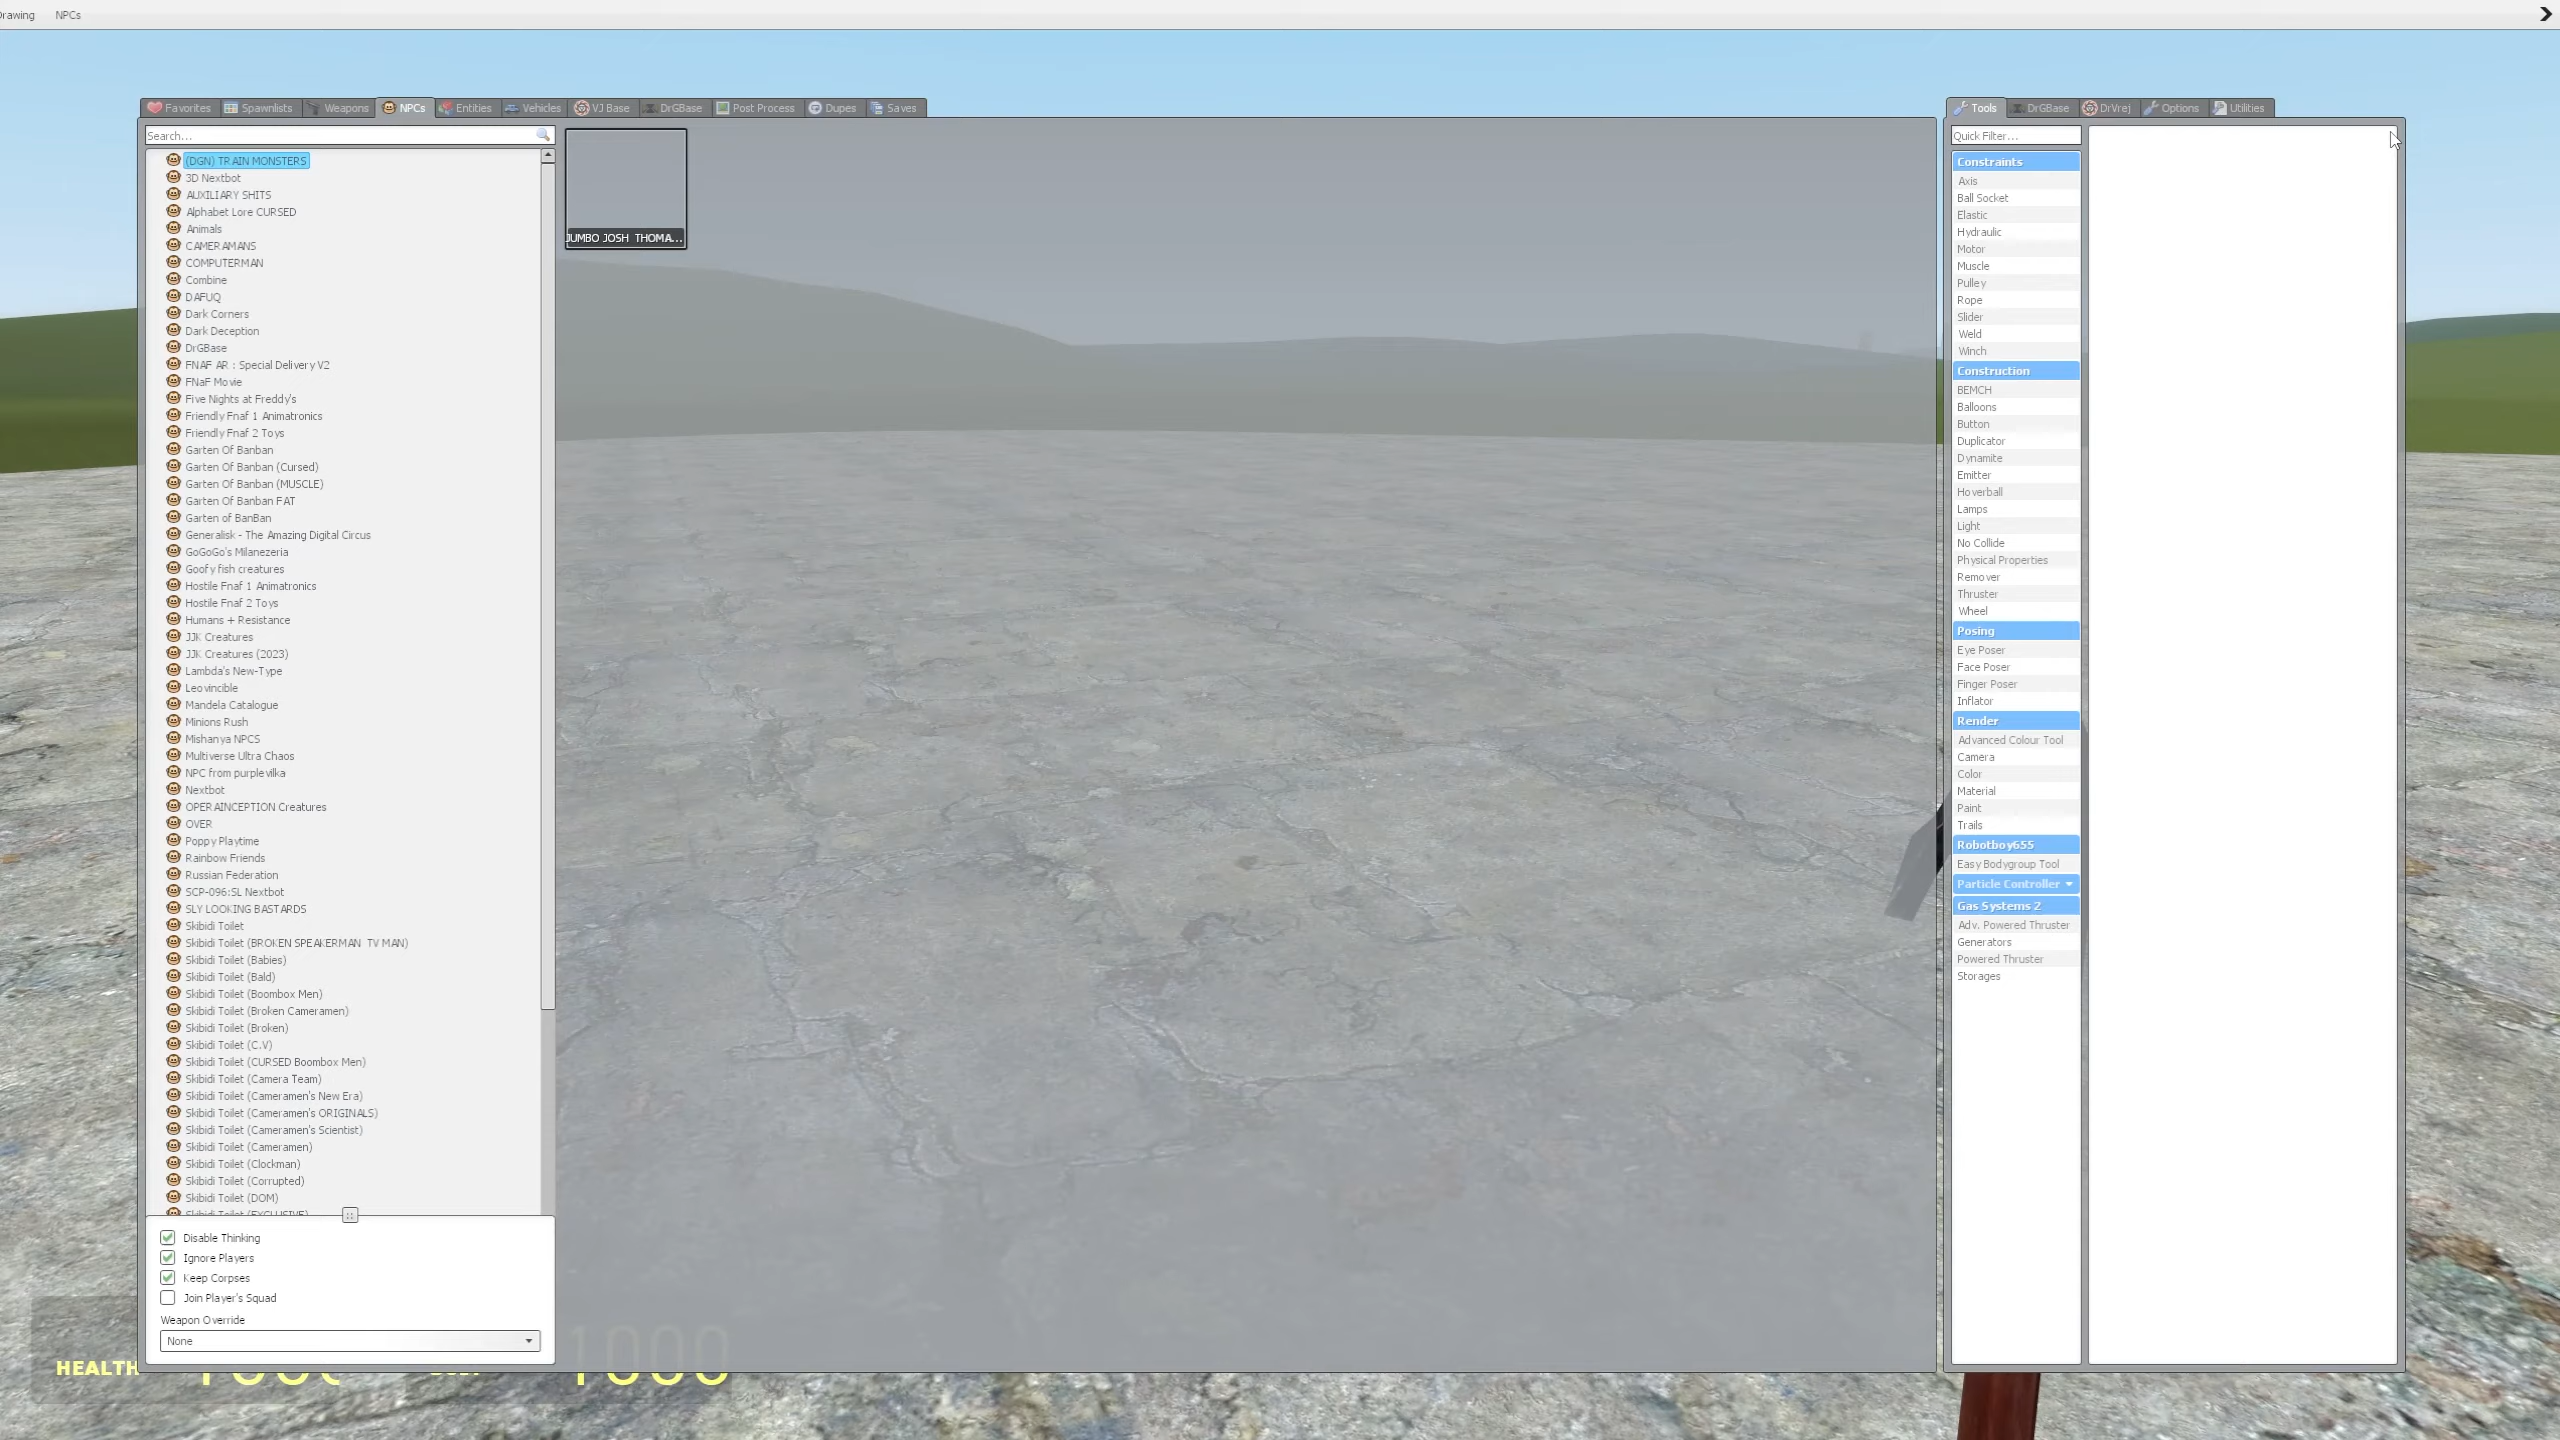 Drawing NPCs
Favorites Spawnlists Weapons NPCs Entities Vehicles VJ Base DrGBase Post Process Dupes Saves
Search...
(DGN) TRAIN MONSTERS
3D Nextbot
AUXILIARY SHITS
Alphabet Lore CURSED
Animals
CAMERAMANS
COMPUTERMAN
Combine
DAFUQ
Dark Corners
Dark Deception
DrGBase
FNAF AR : Special Delivery V2
FNaF Movie
Five Nights at Freddy's
Friendly Fnaf 1 Animatronics
Friendly Fnaf 2 Toys
Garten Of Banban
Garten Of Banban (Cursed)
Garten Of Banban (MUSCLE)
Garten Of Banban FAT
Garten of BanBan
Generalisk - The Amazing Digital Circus
GoGoGo's Milanezeria
Goofy fish creatures
Hostile Fnaf 1 Animatronics
Hostile Fnaf 2 Toys
Humans + Resistance
JJK Creatures
JJK Creatures (2023)
Lambda's New-Type
Leovincible
Mandela Catalogue
Minions Rush
Mishanya NPCS
Multiverse Ultra Chaos
NPC from purplevilka
Nextbot
OPERAINCEPTION Creatures
OVER
Poppy Playtime
Rainbow Friends
Russian Federation
SCP-096:SL Nextbot
SLY LOOKING BASTARDS
Skibidi Toilet
Skibidi Toilet (BROKEN SPEAKERMAN TV MAN)
Skibidi Toilet (Babies)
Skibidi Toilet (Bald)
Skibidi Toilet (Boombox Men)
Skibidi Toilet (Broken Cameramen)
Skibidi Toilet (Broken)
Skibidi Toilet (C.V)
Skibidi Toilet (CURSED Boombox Men)
Skibidi Toilet (Camera Team)
Skibidi Toilet (Cameramen's New Era)
Skibidi Toilet (Cameramen's ORIGINALS)
Skibidi Toilet (Cameramen's Scientist)
Skibidi Toilet (Cameramen)
Skibidi Toilet (Clockman)
Skibidi Toilet (Corrupted)
Skibidi Toilet (DOM)
Skibidi Toilet (EXCLUSIVE)
Disable Thinking
Ignore Players
Keep Corpses
Join Player's Squad
Weapon Override
None
HEALTH 1000
JUMBO JOSH THOMA...
Tools DrGBase DrVrej Options Utilities
Quick Filter...
Constraints
Axis
Ball Socket
Elastic
Hydraulic
Motor
Muscle
Pulley
Rope
Slider
Weld
Winch
Construction
BEMCH
Balloons
Button
Duplicator
Dynamite
Emitter
Hoverball
Lamps
Light
No Collide
Physical Properties
Remover
Thruster
Wheel
Posing
Eye Poser
Face Poser
Finger Poser
Inflator
Render
Advanced Colour Tool
Camera
Color
Material
Paint
Trails
Robotboy655
Easy Bodygroup Tool
Particle Controller
Gas Systems 2
Adv. Powered Thruster
Generators
Powered Thruster
Storages